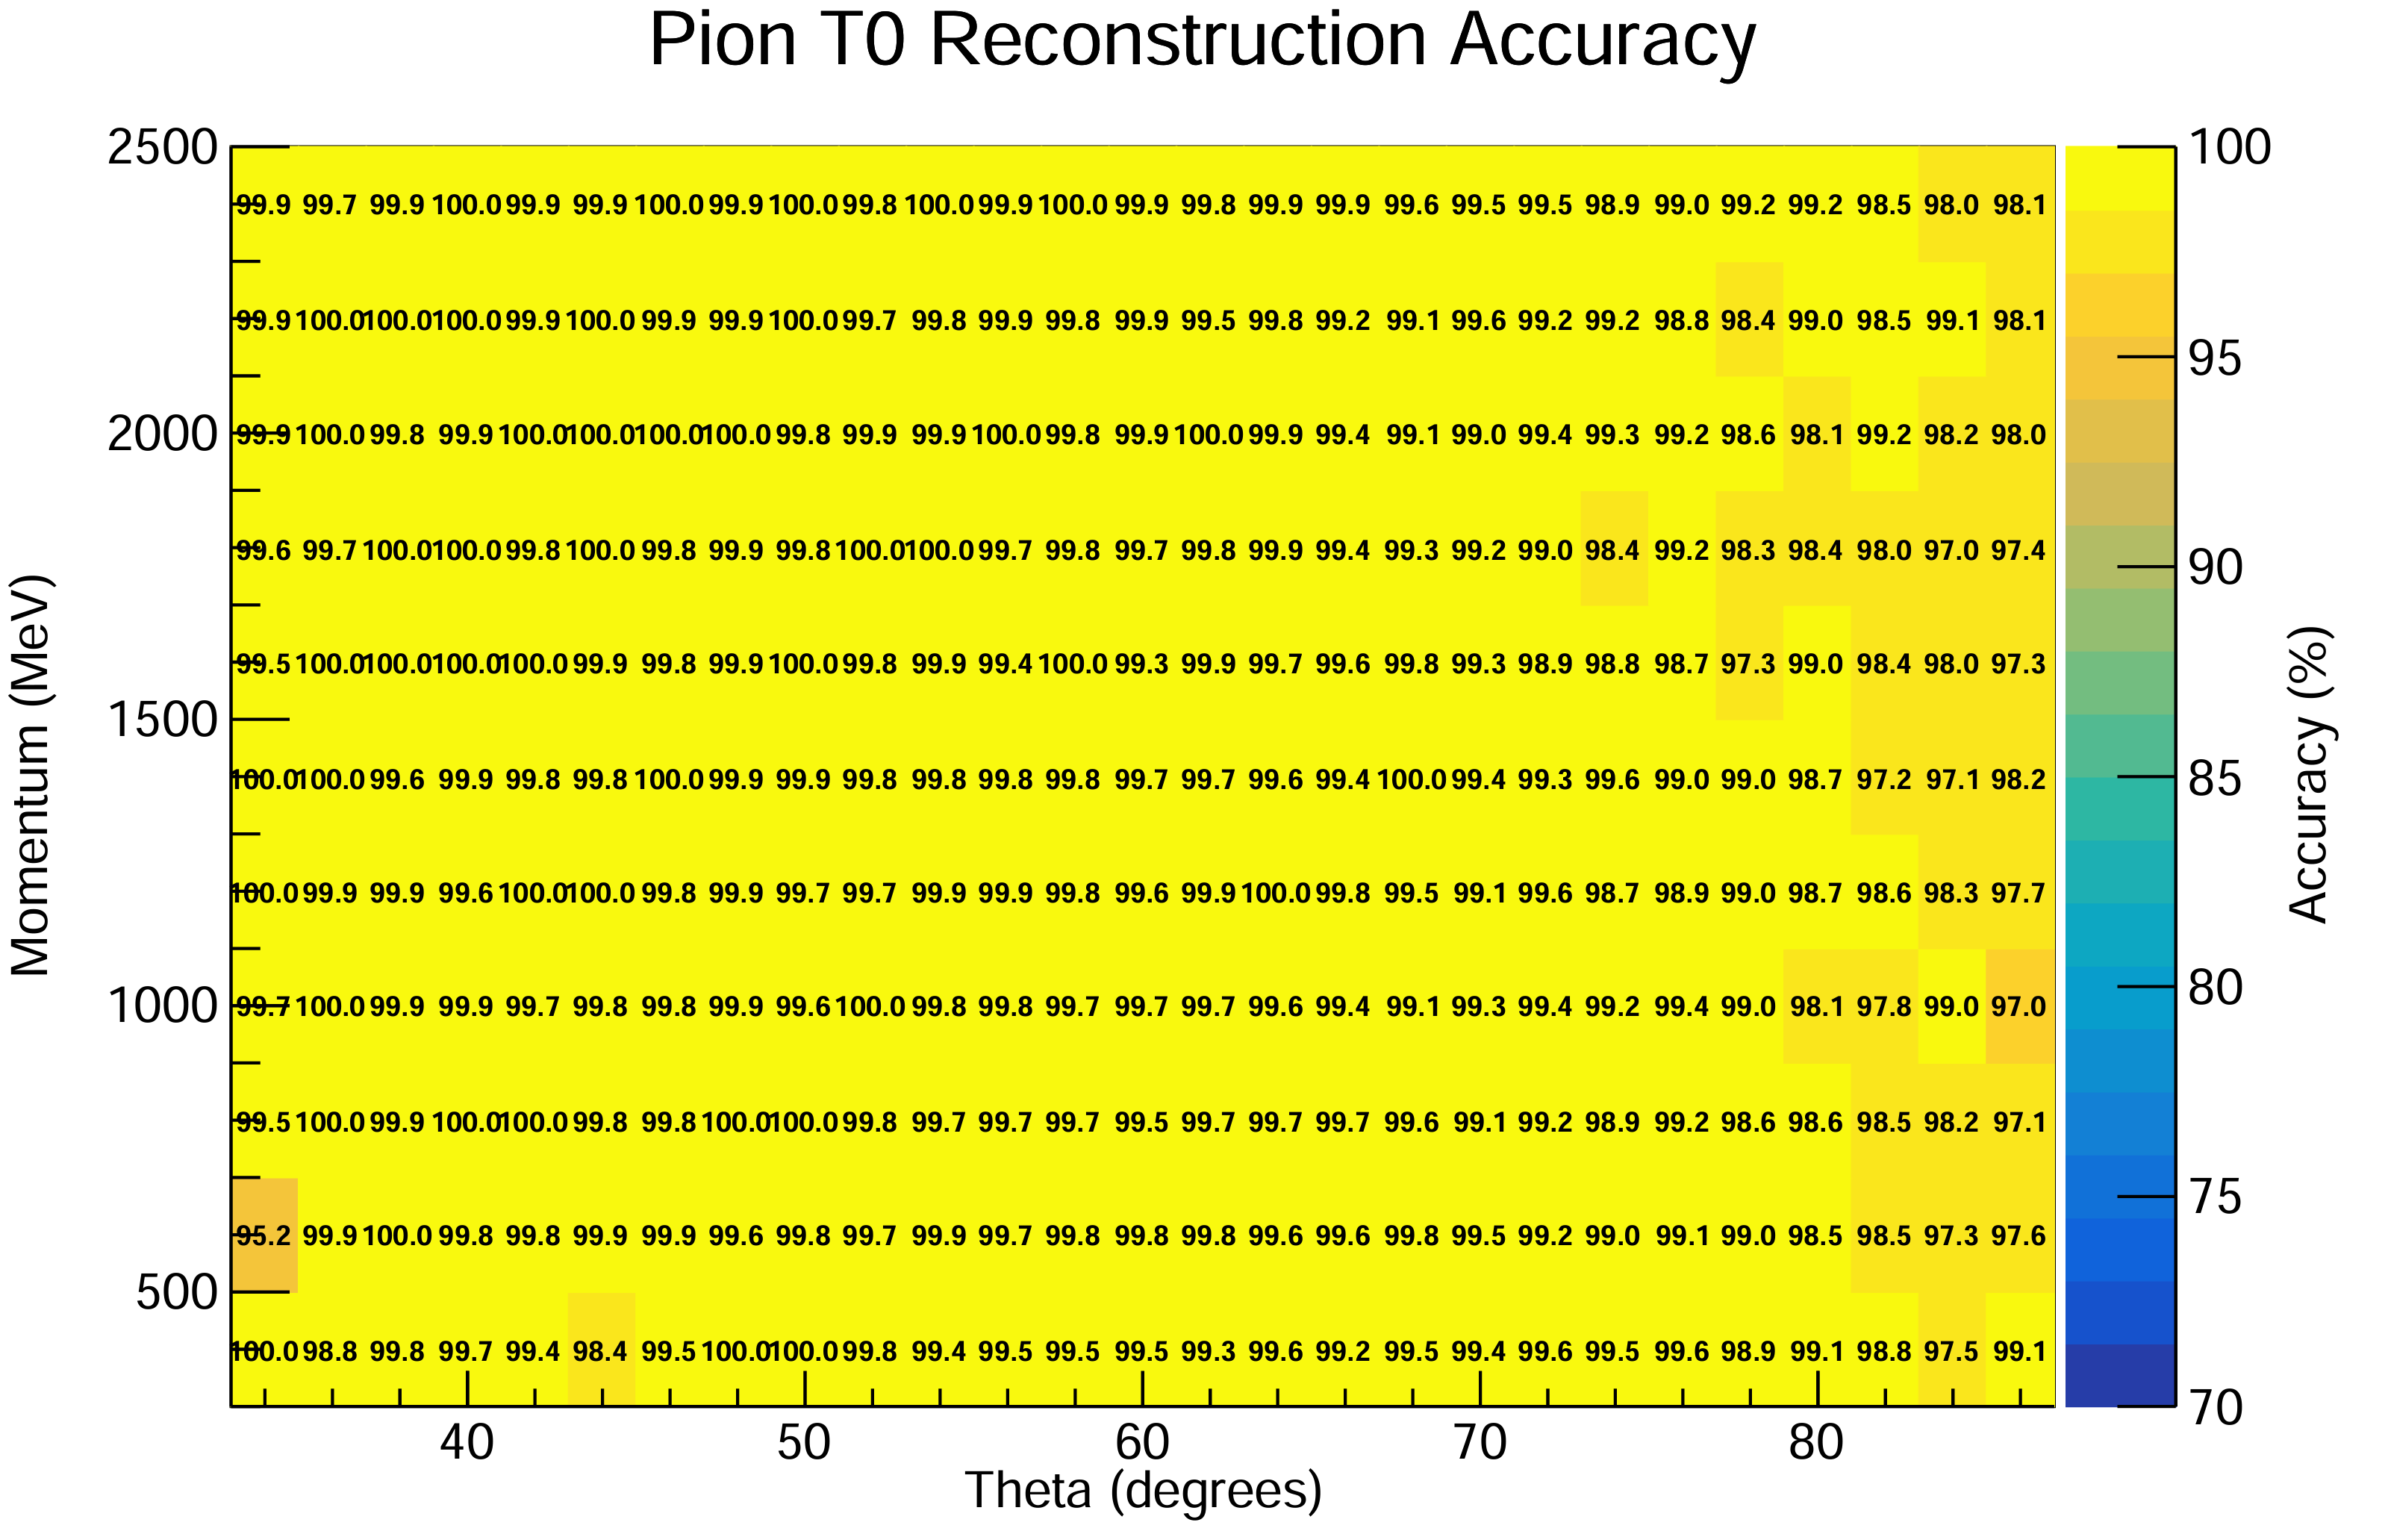 Pion T0 Reconstruction Accuracy
2500
99.9 99.7 99.9 100.0 99.9 99.9 100.0 99.9 100.0 99.8 100.0 99.9 100.0 99.9 99.8 99.9 99.9 99.6 99.5 99.5 98.9 99.0 99.2 99.2 98.5 98.0 98.1
99.9 100.0 100.0 100.0 99.9 100.0 99.9 99.9 100.0 99.7 99.8 99.9 99.8 99.9 99.5 99.8 99.2 99.1 99.6 99.2 99.2 98.8 98.4 99.0 98.5 99.1 98.1
2000 99.9 100.0 99.8 99.9 100.0 100.0 100.0 100.0 99.8 99.9 99.9 100.0 99.8 99.9 100.0 99.9 99.4 99.1 99.0 99.4 99.3 99.2 98.6 98.1 99.2 98.2 98.0
99.6 99.7 100.0 100.0 99.8 100.0 99.8 99.9 99.8 100.0 100.0 99.7 99.8 99.7 99.8 99.9 99.4 99.3 99.2 99.0 98.4 99.2 98.3 98.4 98.0 97.0 97.4
99.5 100.0 100.0 100.0 100.0 99.9 99.8 99.9 100.0 99.8 99.9 99.4 100.0 99.3 99.9 99.7 99.6 99.8 99.3 98.9 98.8 98.7 97.3 99.0 98.4 98.0 97.3
1500
100.0 100.0 99.6 99.9 99.8 99.8 100.0 99.9 99.9 99.8 99.8 99.8 99.8 99.7 99.7 99.6 99.4 100.0 99.4 99.3 99.6 99.0 99.0 98.7 97.2 97.1 98.2
100.0 99.9 99.9 99.6 100.0 100.0 99.8 99.9 99.7 99.7 99.9 99.9 99.8 99.6 99.9 100.0 99.8 99.5 99.1 99.6 98.7 98.9 99.0 98.7 98.6 98.3 97.7
1000 99.7 100.0 99.9 99.9 99.7 99.8 99.8 99.9 99.6 100.0 99.8 99.8 99.7 99.7 99.7 99.6 99.4 99.1 99.3 99.4 99.2 99.4 99.0 98.1 97.8 99.0 97.0
99.5 100.0 99.9 100.0 100.0 99.8 99.8 100.0 100.0 99.8 99.7 99.7 99.7 99.5 99.7 99.7 99.7 99.6 99.1 99.2 98.9 99.2 98.6 98.6 98.5 98.2 97.1
95.2 99.9 100.0 99.8 99.8 99.9 99.9 99.6 99.8 99.7 99.9 99.7 99.8 99.8 99.8 99.6 99.6 99.8 99.5 99.2 99.0 99.1 99.0 98.5 98.5 97.3 97.6
500
100.0 98.8 99.8 99.7 99.4 98.4 99.5 100.0 100.0 99.8 99.4 99.5 99.5 99.5 99.3 99.6 99.2 99.5 99.4 99.6 99.5 99.6 98.9 99.1 98.8 97.5 99.1
40 50 60 70 80
Theta (degrees)
Momentum (MeV)
100
95
90
85
80
75
70
Accuracy (%)